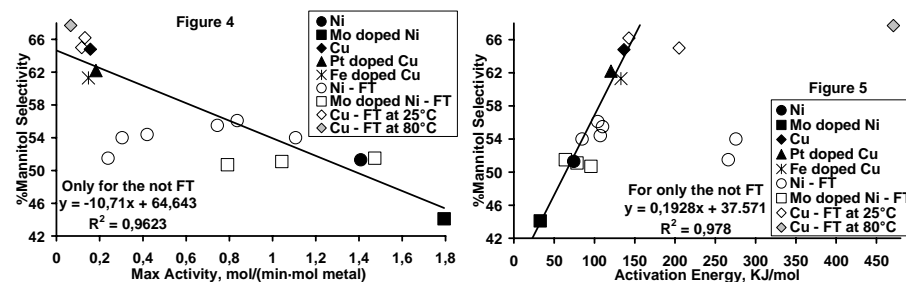 Figure 4
%Mannitol Selectivity
66
62
58
54
50
46
42
0
0,2
0,4
0,6
0,8
1,0
1,2
1,4
1,6
1,8
Max Activity, mol/(min·mol metal)
Only for the not FT
y = -10,71x + 64,643
R² = 0,9623
Ni
Mo doped Ni
Cu
Pt doped Cu
Fe doped Cu
Ni - FT
Mo doped Ni - FT
Cu - FT at 25°C
Cu - FT at 80°C
Figure 5
%Mannitol Selectivity
66
62
58
54
50
46
42
0
50
100
150
200
250
300
350
400
450
Activation Energy, KJ/mol
For only the not FT
y = 0,1928x + 37.571
R² = 0,978
Ni
Mo doped Ni
Cu
Pt doped Cu
Fe doped Cu
Ni - FT
Mo doped Ni - FT
Cu - FT at 25°C
Cu - FT at 80°C